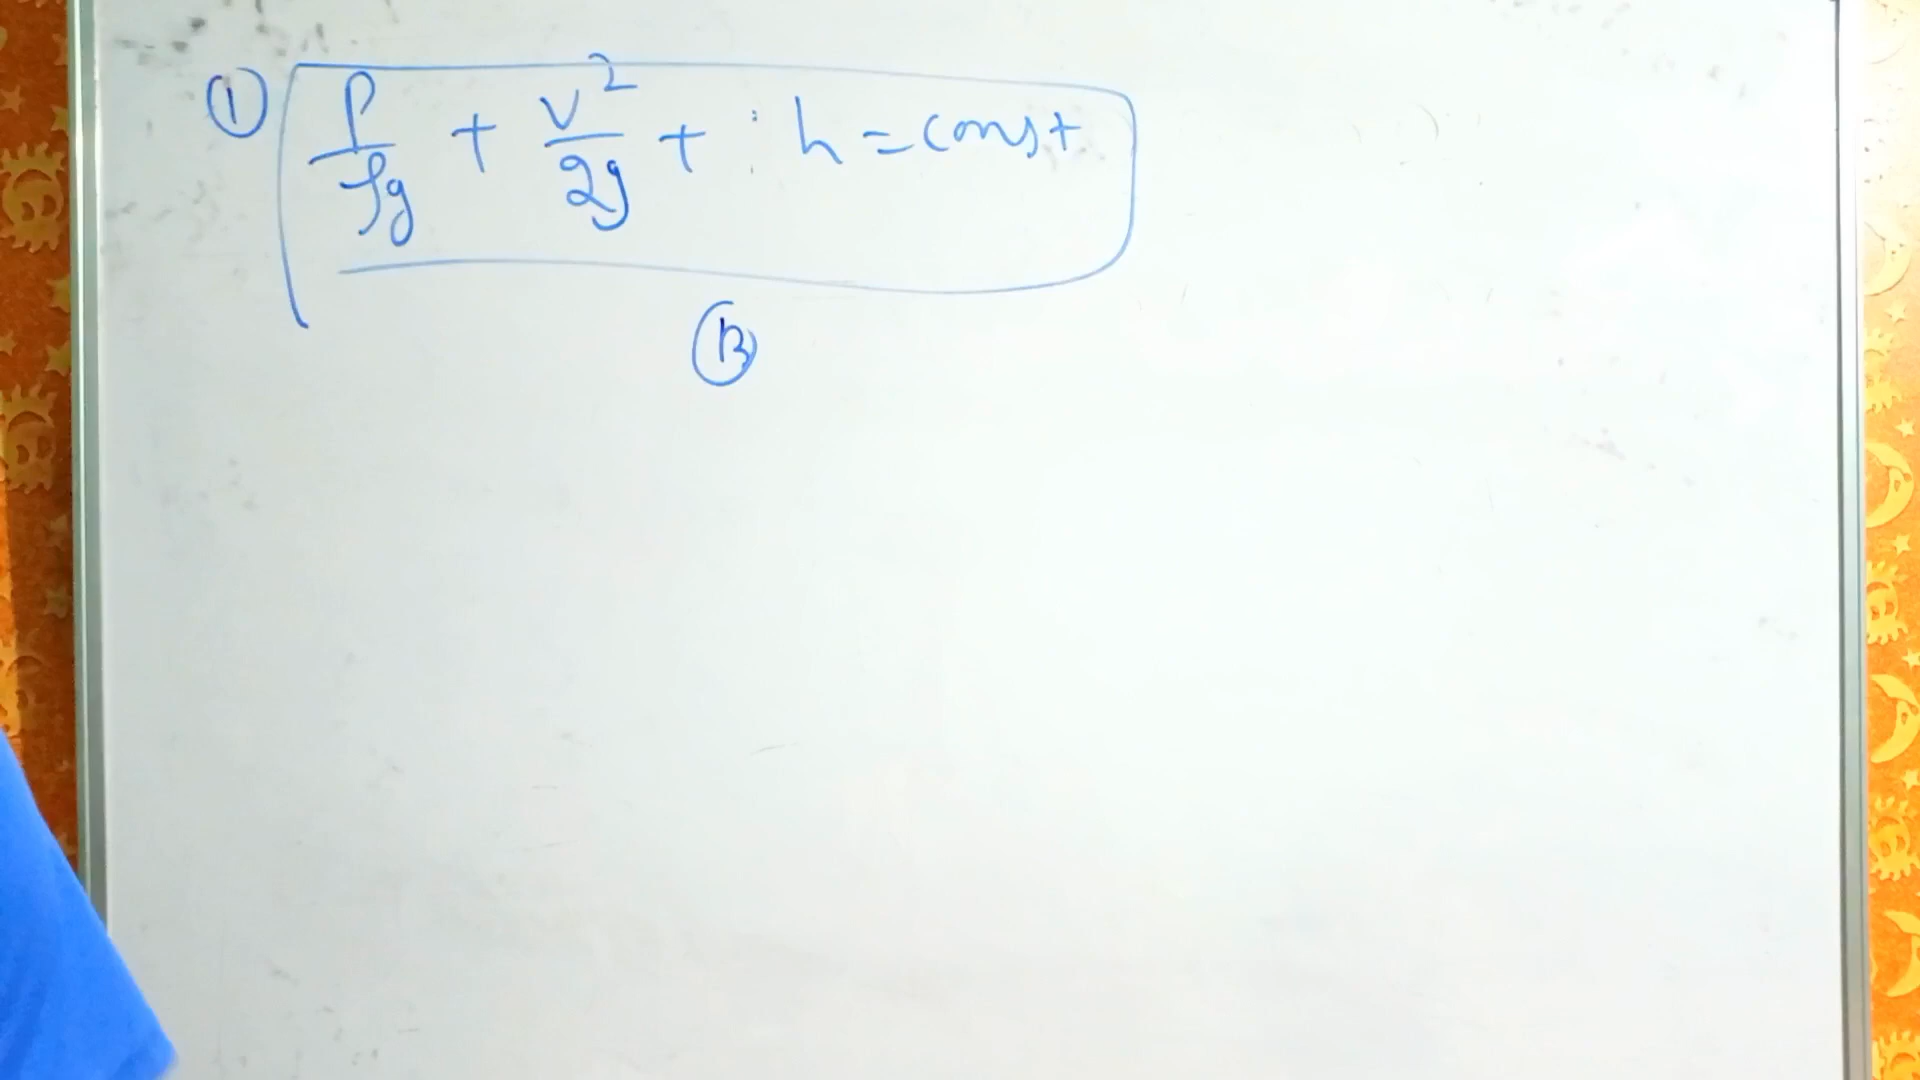 ① P/ρg + v²/2g + h = const
Ⓑ